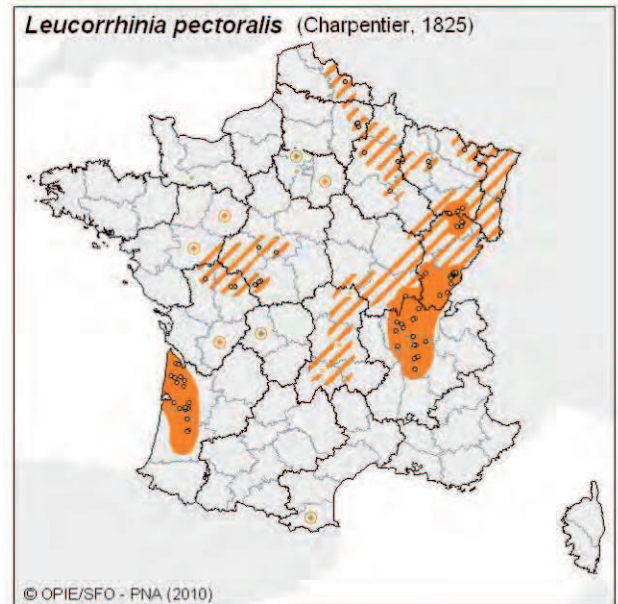 Leucorrhinia pectoralis (Charpentier, 1825)
© OPIE/SFO - PNA (2010)